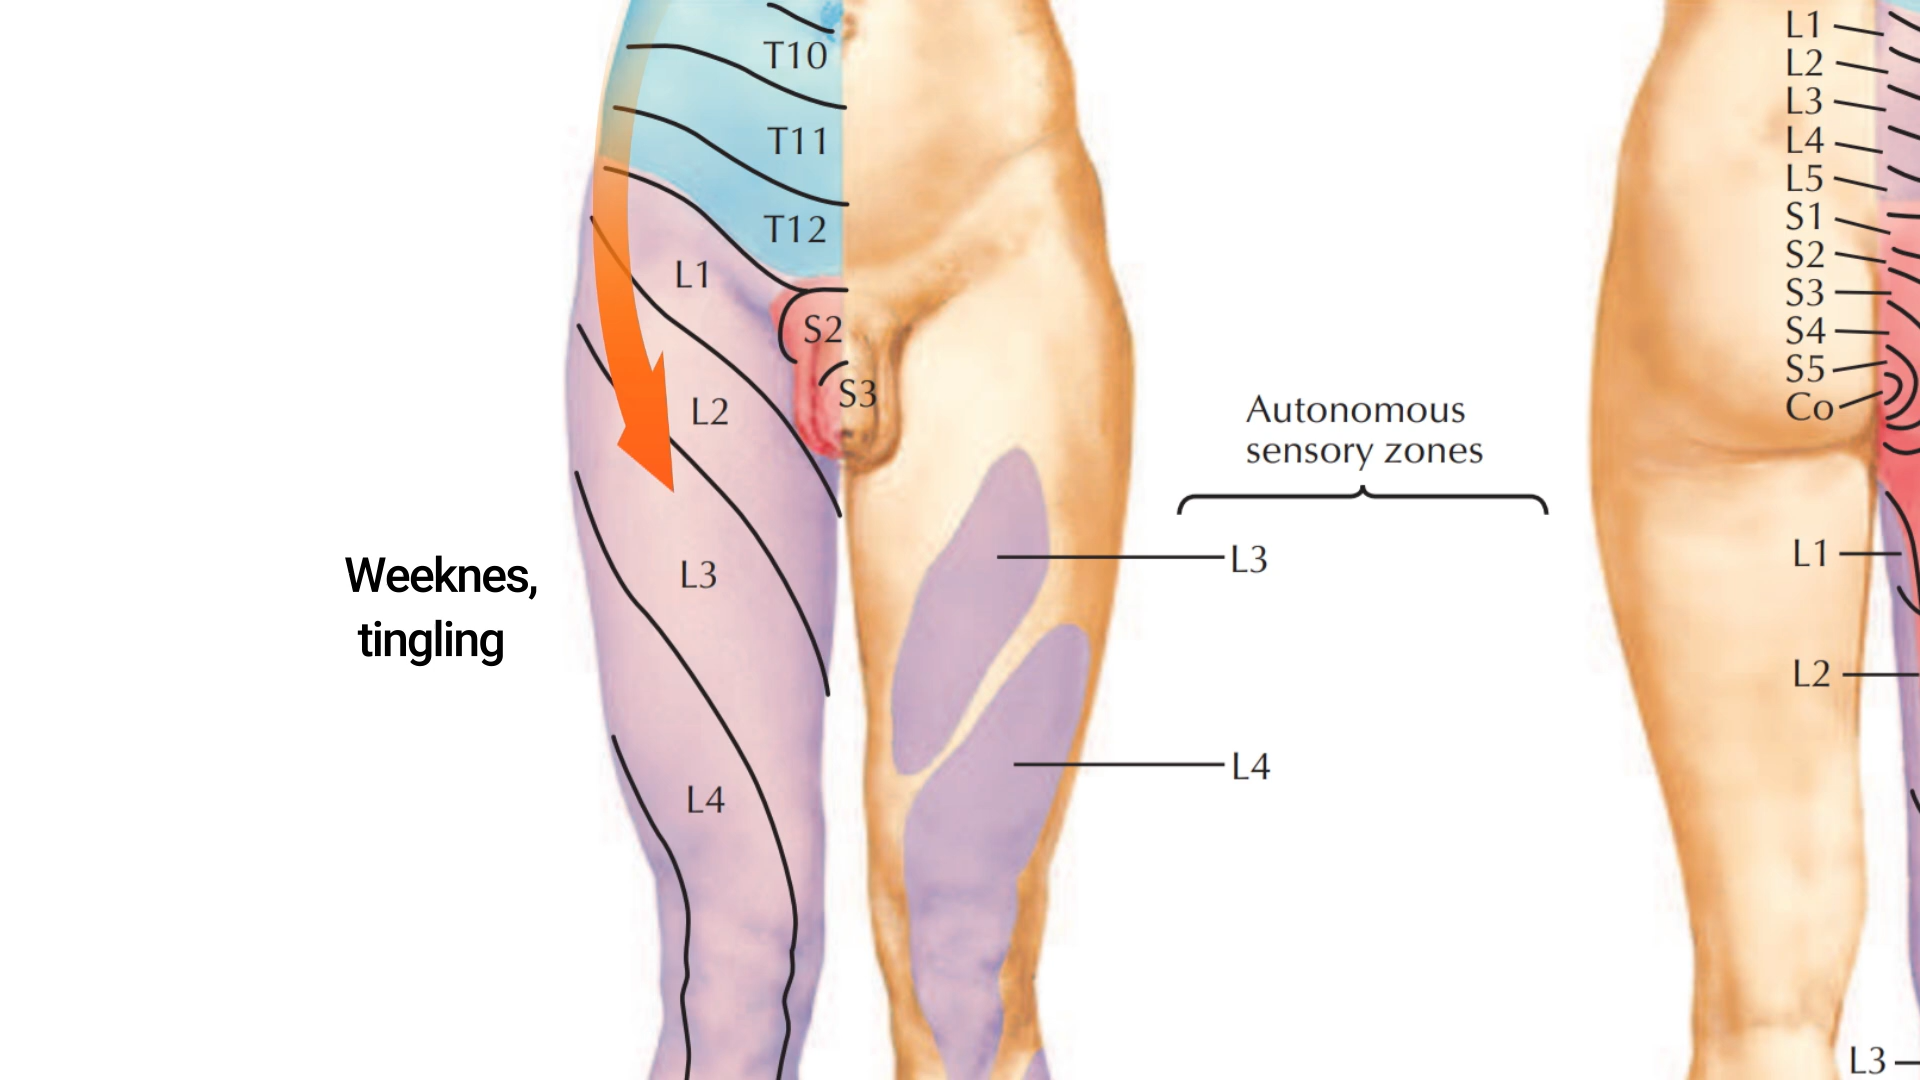 T10
T11
T12
L1
S2
S3
L2
L3
L4
Weeknes,
tingling
Autonomous
sensory zones
L3
L4
L1
L2
L3
L4
L5
S1
S2
S3
S4
S5
Co
L1
L2
L3